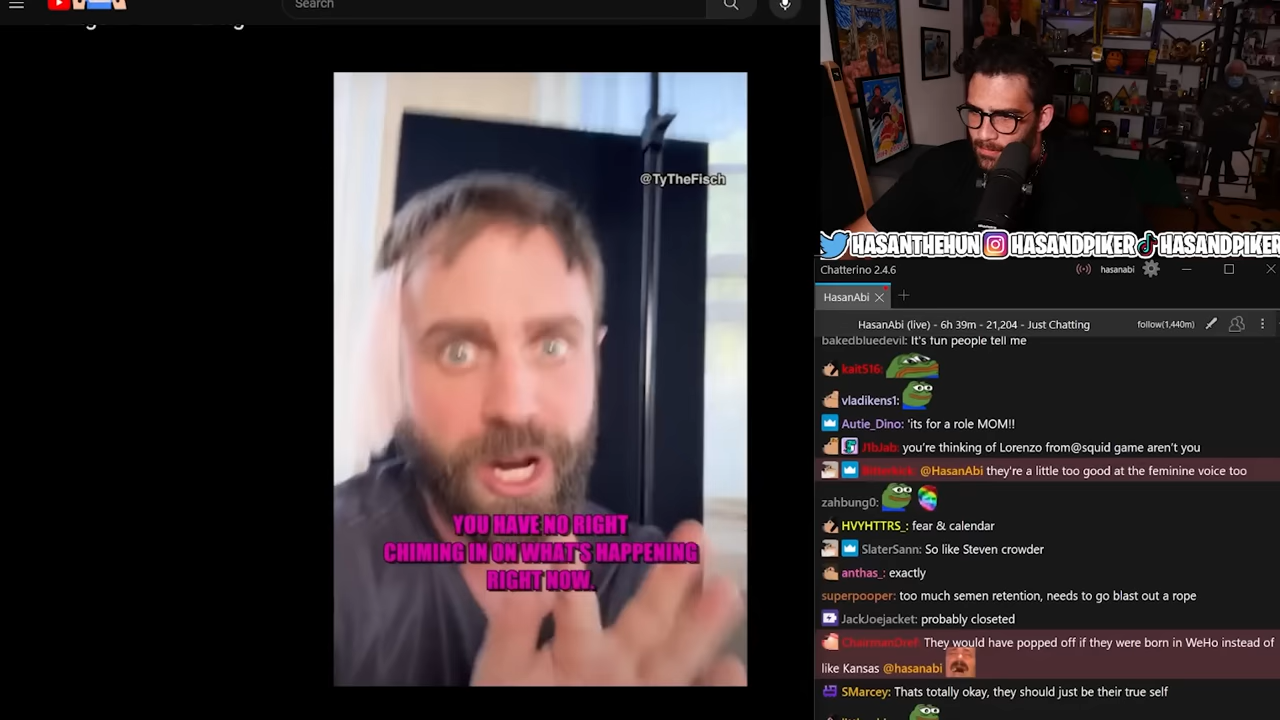 Search
@TyTheFisch
YOU HAVE NO RIGHT
CHIMING IN ON WHAT'S HAPPENING
RIGHT NOW.
HASANTHEHUN HASANDPIKER HASANDPIKER
Chatterino 2.4.6
hasanabi
HasanAbi
HasanAbi (live) - 6h 39m - 21,204 - Just Chatting
follow(1,440m)
bakedbluedevil: It's fun people tell me
kait516:
vladikens1:
Autie_Dino: 'its for a role MOM!!
J1bJab: you're thinking of Lorenzo from@squid game aren't you
@HasanAbi they're a little too good at the feminine voice too
zahbung0:
HVYHTTRS_: fear & calendar
SlaterSann: So like Steven crowder
anthas_: exactly
superpooper: too much semen retention, needs to go blast out a rope
JackJoejacket: probably closeted
ChairmanDref: They would have popped off if they were born in WeHo instead of
like Kansas @hasanabi
SMarcey: Thats totally okay, they should just be their true self